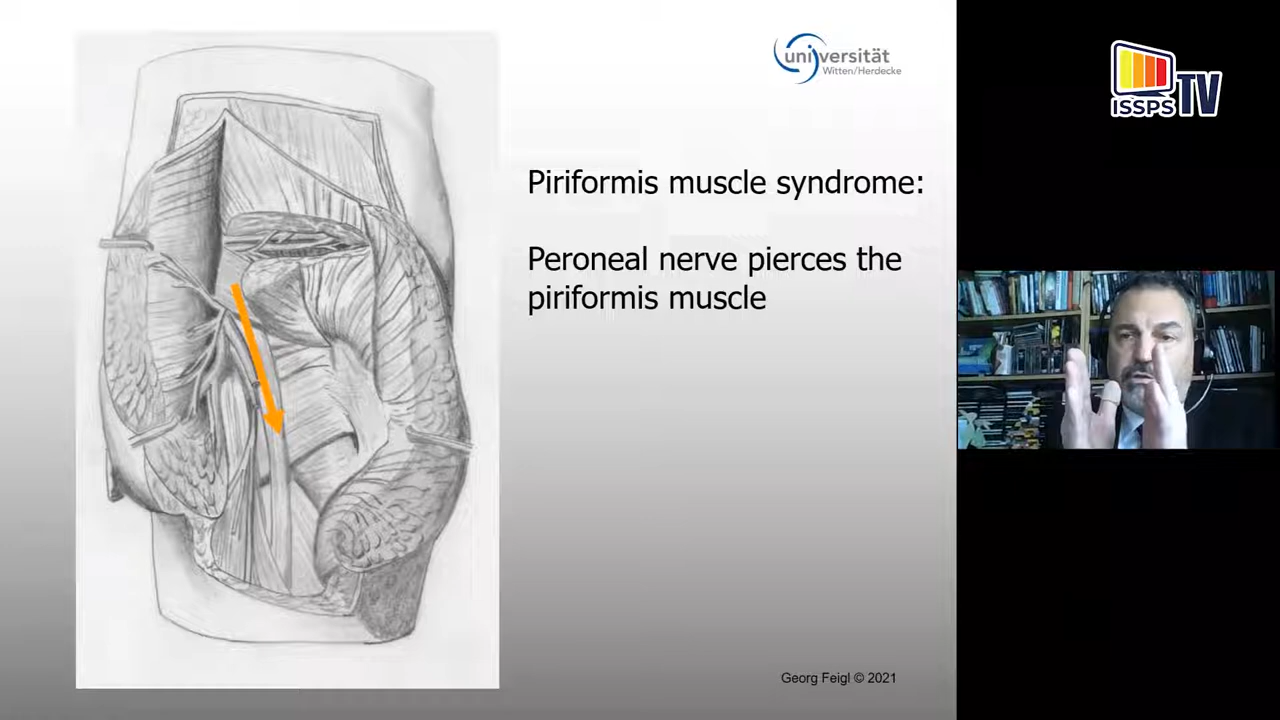 universität
Witten/Herdecke
ISSPS TV
Piriformis muscle syndrome:
Peroneal nerve pierces the
piriformis muscle
Georg Feigl © 2021